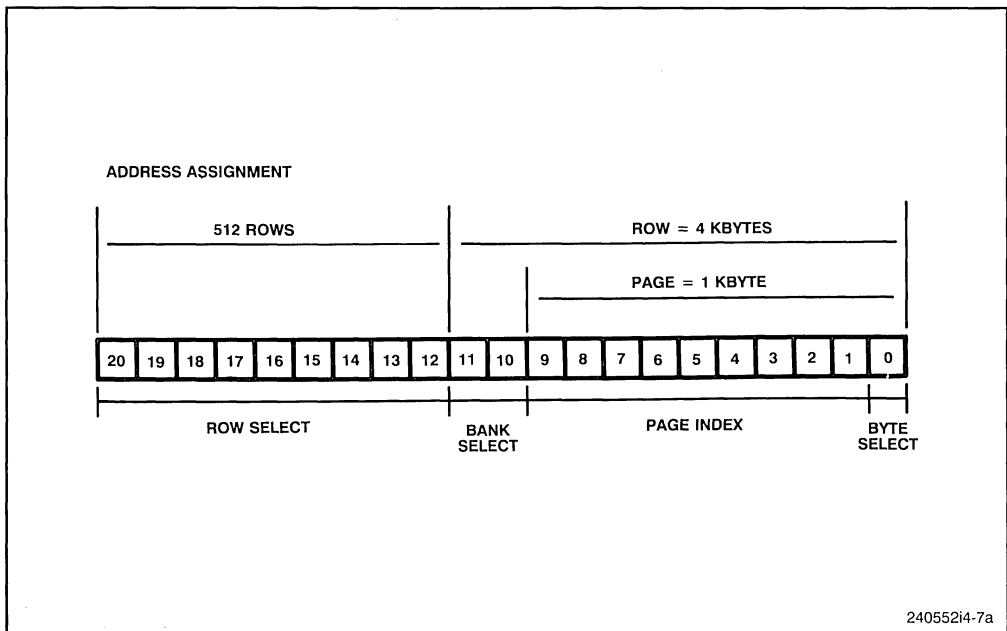 ADDRESS ASSIGNMENT
512 ROWS
ROW = 4 KBYTES
PAGE = 1 KBYTE
20 19 18 17 16 15 14 13 12 11 10 9 8 7 6 5 4 3 2 1 0
ROW SELECT
BANK
SELECT
PAGE INDEX
BYTE
SELECT
240552i4-7a